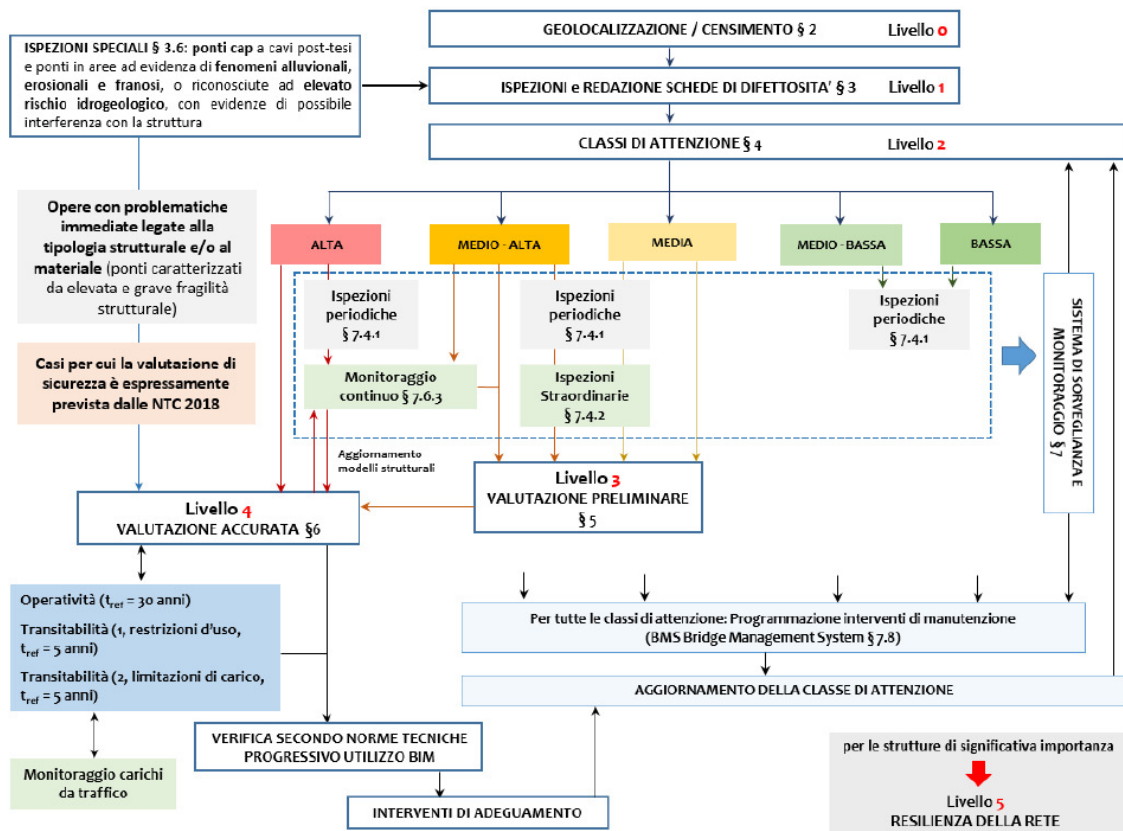 GEOLOCALIZZAZIONE / CENSIMENTO § 2 Livello 0
ISPEZIONI SPECIALI § 3.6: ponti cap a cavi post-tesi
e ponti in aree ad evidenza di fenomeni alluvionali,
erosionali e franosi, o riconosciute ad elevato
rischio idrogeologico, con evidenze di possibile
interferenza con la struttura
ISPEZIONI e REDAZIONE SCHEDE DI DIFETTOSITA’ § 3 Livello 1
CLASSI DI ATTENZIONE § 4 Livello 2
Opere con problematiche
immediate legate alla
tipologia strutturale e/o al
materiale (ponti caratterizzati
da elevata e grave fragilità
strutturale)
Casi per cui la valutazione di
sicurezza è espressamente
prevista dalle NTC 2018
ALTA
MEDIO - ALTA
MEDIA
MEDIO - BASSA
BASSA
Ispezioni
periodiche
§ 7.4.1
Ispezioni
periodiche
§ 7.4.1
Ispezioni
periodiche
§ 7.4.1
Monitoraggio
continuo § 7.6.3
Ispezioni
Straordinarie
§ 7.4.2
SISTEMA DI SORVEGLIANZA E
MONITORAGGIO § 7
Aggiornamento
modelli strutturali
Livello 3
VALUTAZIONE PRELIMINARE
§ 5
Livello 4
VALUTAZIONE ACCURATA §6
Operatività (tref = 30 anni)
Transitabilità (1, restrizioni d’uso,
tref = 5 anni)
Transitabilità (2, limitazioni di carico,
tref = 5 anni)
Monitoraggio carichi
da traffico
Per tutte le classi di attenzione: Programmazione interventi di manutenzione
(BMS Bridge Management System § 7.8)
AGGIORNAMENTO DELLA CLASSE DI ATTENZIONE
VERIFICA SECONDO NORME TECNICHE
PROGRESSIVO UTILIZZO BIM
INTERVENTI DI ADEGUAMENTO
per le strutture di significativa importanza
Livello 5
RESILIENZA DELLA RETE